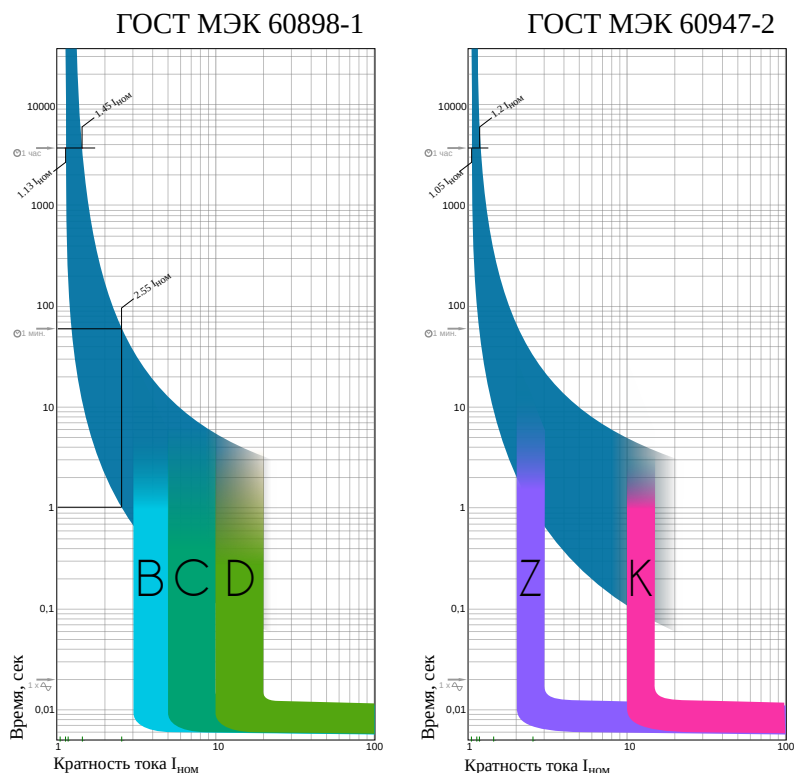 ГОСТ МЭК 60898-1
10000
1.45 Iном
1 час
1.13 Iном
1000
2.55 Iном
100
1 мин.
10
1
B C D
0,1
1 x
0,01
Время, сек
1 10 100
Кратность тока Iном
ГОСТ МЭК 60947-2
10000
1.2 Iном
1 час
1.05 Iном
1000
100
1 мин.
10
1
Z K
0,1
1 x
0,01
Время, сек
1 10 100
Кратность тока Iном